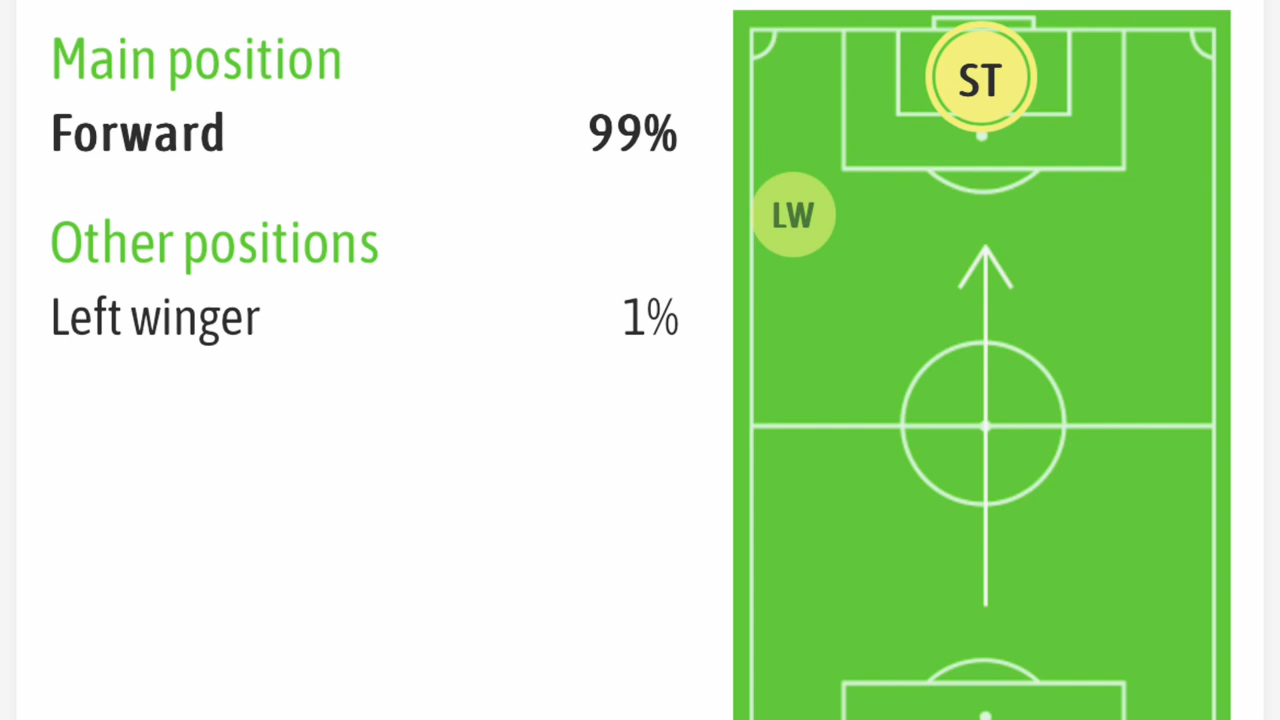 Main position
Forward 99%
Other positions
Left winger 1%
ST
LW